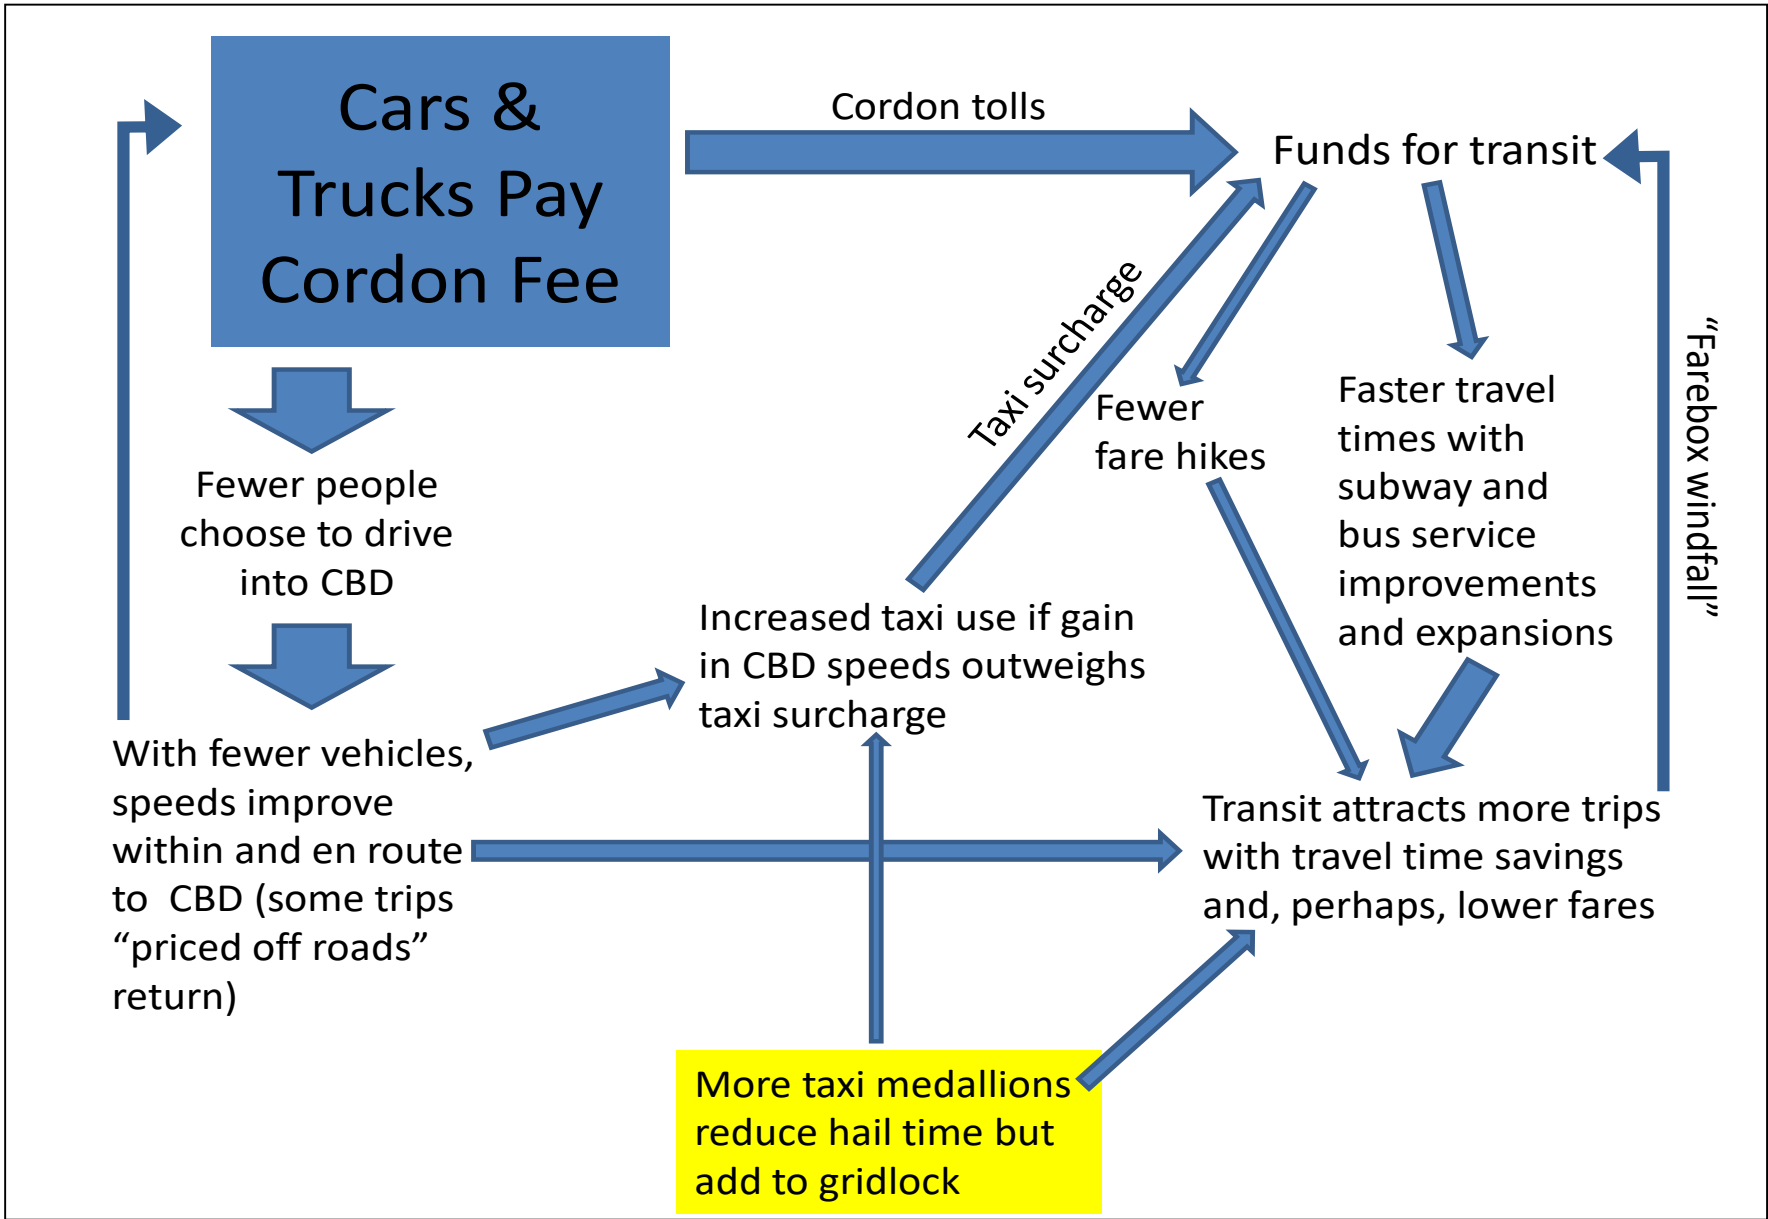 Cars &
Trucks Pay
Cordon Fee
Cordon tolls
Funds for transit
Taxi surcharge
“Farebox windfall”
Fewer
fare hikes
Faster travel
times with
subway and
bus service
improvements
and expansions
Fewer people
choose to drive
into CBD
Increased taxi use if gain
in CBD speeds outweighs
taxi surcharge
With fewer vehicles,
speeds improve
within and en route
to CBD (some trips
“priced off roads”
return)
Transit attracts more trips
with travel time savings
and, perhaps, lower fares
More taxi medallions
reduce hail time but
add to gridlock